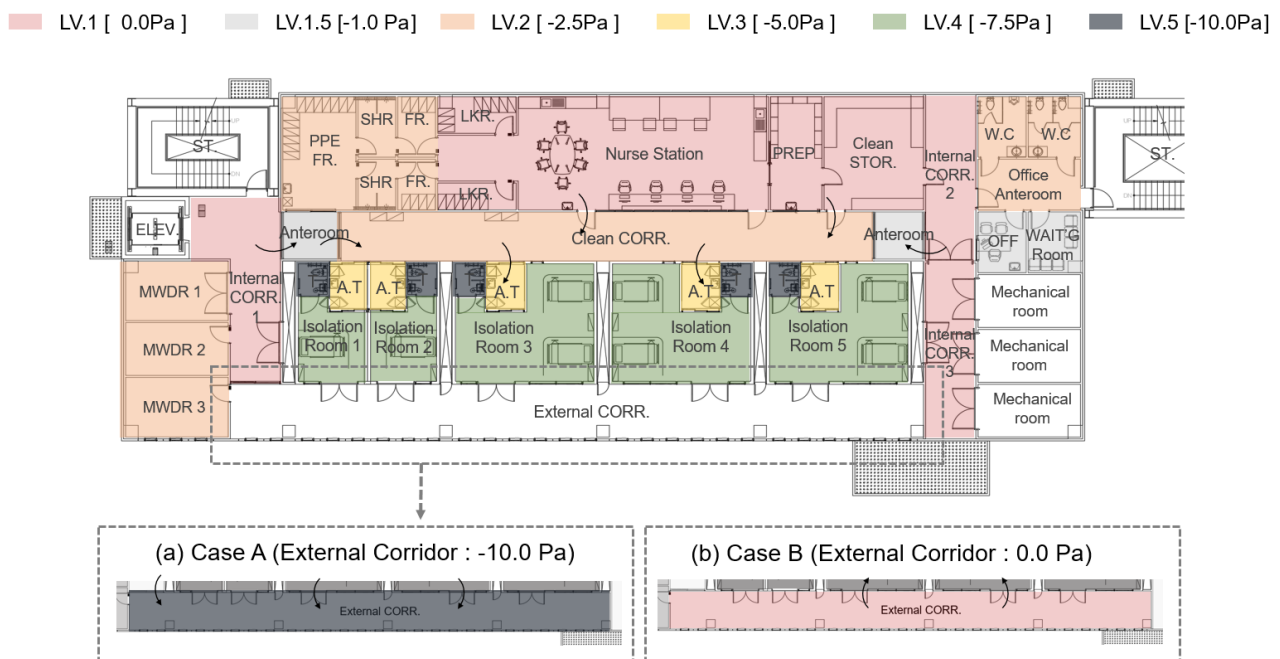 LV.1 [ 0.0Pa ]
LV.1.5 [-1.0 Pa]
LV.2 [ -2.5Pa ]
LV.3 [ -5.0Pa ]
LV.4 [ -7.5Pa ]
LV.5 [-10.0Pa]
ST.
UP
DN
PPE
FR.
SHR
FR.
SHR
FR.
LKR.
LKR.
Nurse Station
PREP.
Clean
STOR.
Internal
CORR.
2
W.C
W.C
Office
Anteroom
ST.
UP
DN
ELEV.
Anteroom
Clean CORR.
Anteroom
OFF
WAIT'G
Room
MWDR 1
MWDR 2
MWDR 3
Internal
CORR.
1
A.T
A.T
A.T
A.T
A.T
Isolation
Room 1
Isolation
Room 2
Isolation
Room 3
Isolation
Room 4
Isolation
Room 5
Internal
CORR.
3
Mechanical
room
Mechanical
room
Mechanical
room
External CORR.
(a) Case A (External Corridor : -10.0 Pa)
External CORR.
(b) Case B (External Corridor : 0.0 Pa)
External CORR.